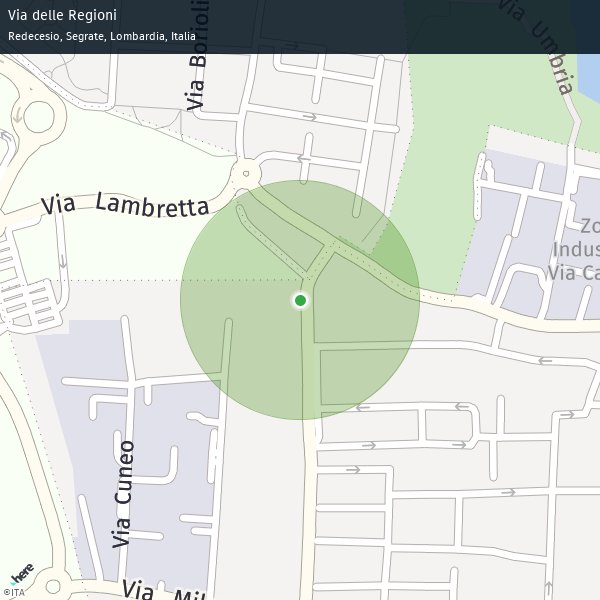 Via delle Regioni
Redecesio, Segrate, Lombardia, Italia
Via Borioli
Via Umbria
Via Lambretta
Zo
Indus
Via Ca
Via Cuneo
Via Mil
here
©ITA